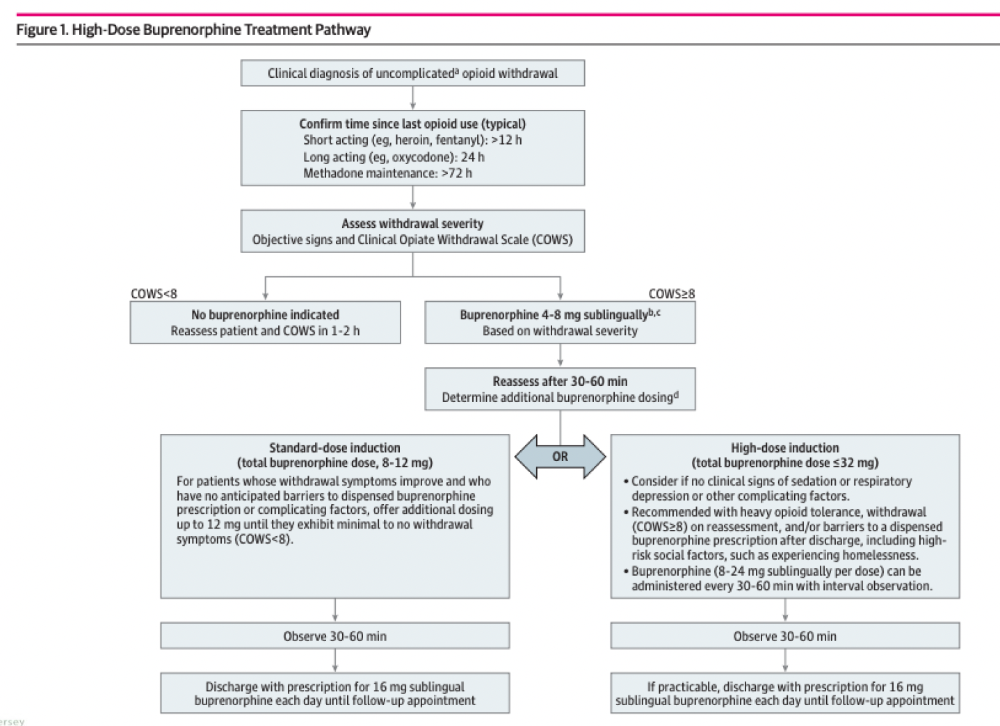 Figure 1. High-Dose Buprenorphine Treatment Pathway
Clinical diagnosis of uncomplicatedᵃ opioid withdrawal
Confirm time since last opioid use (typical)
Short acting (eg, heroin, fentanyl): >12 h
Long acting (eg, oxycodone): 24 h
Methadone maintenance: >72 h
Assess withdrawal severity
Objective signs and Clinical Opiate Withdrawal Scale (COWS)
COWS<8
No buprenorphine indicated
Reassess patient and COWS in 1-2 h
COWS≥8
Buprenorphine 4-8 mg sublinguallyᵇ,ᶜ
Based on withdrawal severity
Reassess after 30-60 min
Determine additional buprenorphine dosingᵈ
OR
Standard-dose induction
(total buprenorphine dose, 8-12 mg)
For patients whose withdrawal symptoms improve and who
have no anticipated barriers to dispensed buprenorphine
prescription or complicating factors, offer additional dosing
up to 12 mg until they exhibit minimal to no withdrawal
symptoms (COWS<8).
Observe 30-60 min
Discharge with prescription for 16 mg sublingual
buprenorphine each day until follow-up appointment
High-dose induction
(total buprenorphine dose ≤32 mg)
• Consider if no clinical signs of sedation or respiratory
depression or other complicating factors.
• Recommended with heavy opioid tolerance, withdrawal
(COWS≥8) on reassessment, and/or barriers to a dispensed
buprenorphine prescription after discharge, including high-
risk social factors, such as experiencing homelessness.
• Buprenorphine (8-24 mg sublingually per dose) can be
administered every 30-60 min with interval observation.
Observe 30-60 min
If practicable, discharge with prescription for 16 mg
sublingual buprenorphine each day until follow-up appointment
ersey